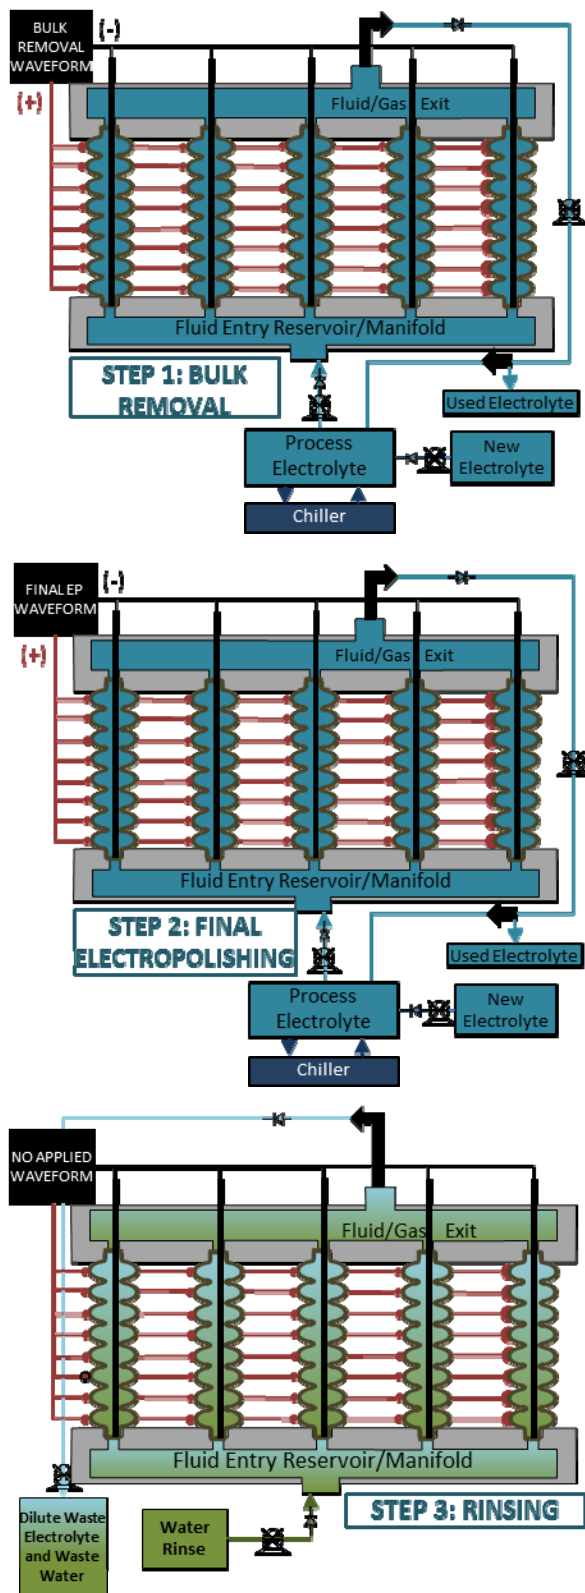 BULK
REMOVAL
WAVEFORM
(-)
(+)
Fluid/Gas Exit
Fluid Entry Reservoir/Manifold
STEP 1: BULK
REMOVAL
Used Electrolyte
Process
Electrolyte
New
Electrolyte
Chiller
FINAL EP
WAVEFORM
(-)
(+)
Fluid/Gas Exit
Fluid Entry Reservoir/Manifold
STEP 2: FINAL
ELECTROPOLISHING
Used Electrolyte
Process
Electrolyte
New
Electrolyte
Chiller
NO APPLIED
WAVEFORM
Fluid/Gas Exit
Fluid Entry Reservoir/Manifold
STEP 3: RINSING
Dilute Waste
Electrolyte
and Waste
Water
Water
Rinse